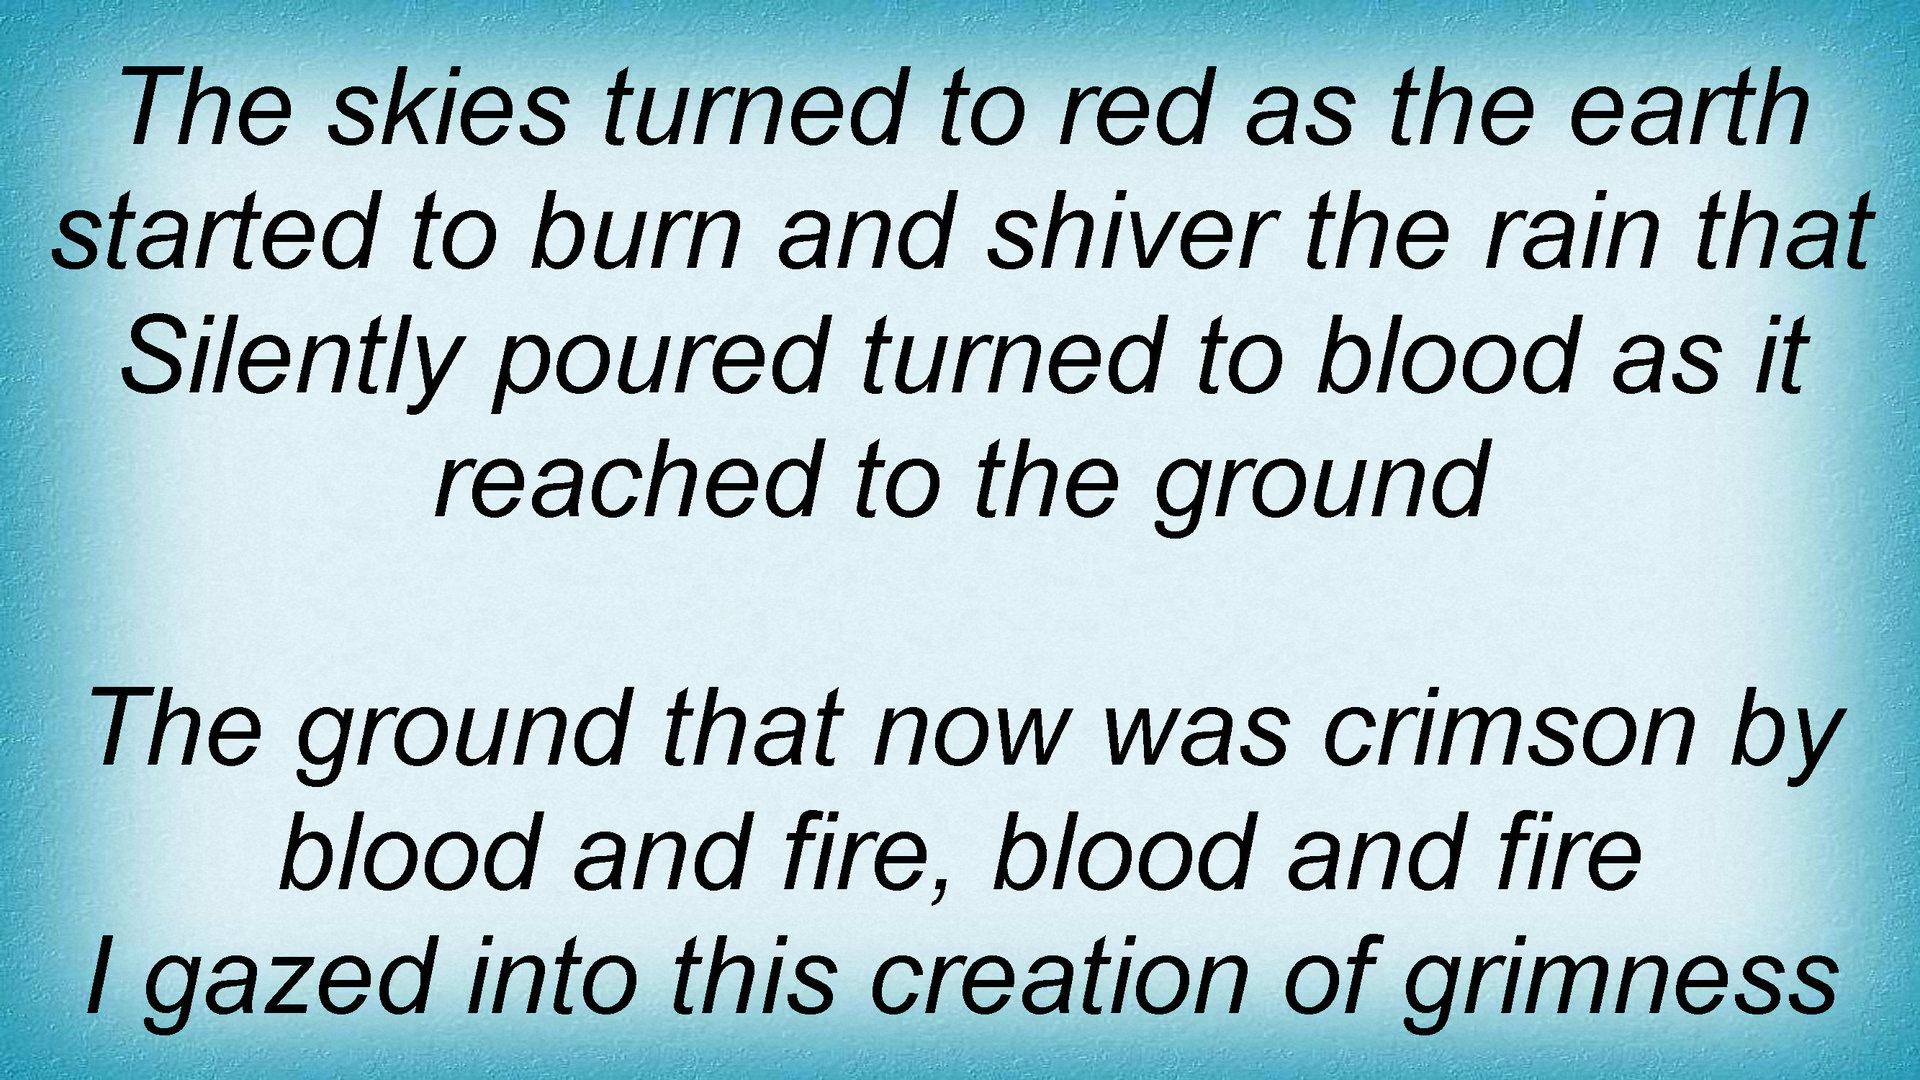 The skies turned to red as the earth
started to burn and shiver the rain that
Silently poured turned to blood as it
reached to the ground
The ground that now was crimson by
blood and fire, blood and fire
I gazed into this creation of grimness